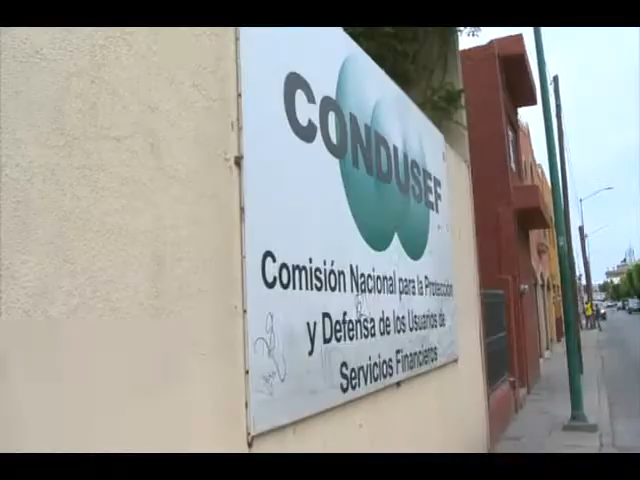 CONDUSEF
Comisión Nacional para la Protección
y Defensa de los Usuarios de
Servicios Financieros